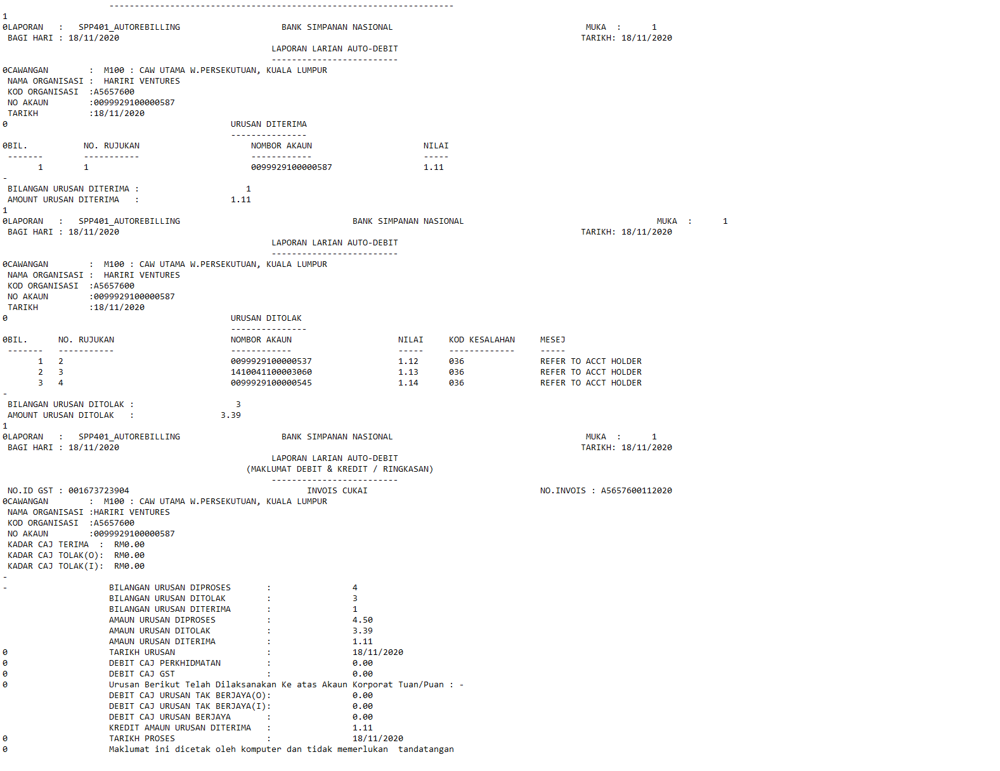 --------------------------------------------------------------------
1
0LAPORAN   :   SPP401_AUTOREBILLING                    BANK SIMPANAN NASIONAL                                      MUKA  :      1
 BAGI HARI : 18/11/2020                                                                                           TARIKH: 18/11/2020
                                                     LAPORAN LARIAN AUTO-DEBIT
                                                     -------------------------
0CAWANGAN        :  M100 : CAW UTAMA W.PERSEKUTUAN, KUALA LUMPUR
 NAMA ORGANISASI :  HARIRI VENTURES
 KOD ORGANISASI  :A5657600
 NO AKAUN        :0099929100000587
 TARIKH          :18/11/2020
0                                            URUSAN DITERIMA
                                             ---------------
0BIL.           NO. RUJUKAN                      NOMBOR AKAUN                      NILAI
 -------        -----------                      ------------                      -----
       1        1                                0099929100000587                  1.11
-
 BILANGAN URUSAN DITERIMA :                     1
 AMOUNT URUSAN DITERIMA   :                  1.11
1
0LAPORAN   :   SPP401_AUTOREBILLING                                  BANK SIMPANAN NASIONAL                                      MUKA  :      1
 BAGI HARI : 18/11/2020                                                                                           TARIKH: 18/11/2020
                                                     LAPORAN LARIAN AUTO-DEBIT
                                                     -------------------------
0CAWANGAN        :  M100 : CAW UTAMA W.PERSEKUTUAN, KUALA LUMPUR
 NAMA ORGANISASI :  HARIRI VENTURES
 KOD ORGANISASI  :A5657600
 NO AKAUN        :0099929100000587
 TARIKH          :18/11/2020
0                                            URUSAN DITOLAK
                                             ---------------
0BIL.      NO. RUJUKAN                       NOMBOR AKAUN                     NILAI     KOD KESALAHAN     MESEJ
 -------   -----------                       ------------                     -----     -------------     -----
       1   2                                 0099929100000537                 1.12      036               REFER TO ACCT HOLDER
       2   3                                 1410041100003060                 1.13      036               REFER TO ACCT HOLDER
       3   4                                 0099929100000545                 1.14      036               REFER TO ACCT HOLDER
-
 BILANGAN URUSAN DITOLAK :                    3
 AMOUNT URUSAN DITOLAK   :                 3.39
1
0LAPORAN   :   SPP401_AUTOREBILLING                    BANK SIMPANAN NASIONAL                                      MUKA  :      1
 BAGI HARI : 18/11/2020                                                                                           TARIKH: 18/11/2020
                                                     LAPORAN LARIAN AUTO-DEBIT
                                                (MAKLUMAT DEBIT & KREDIT / RINGKASAN)
                                                     -------------------------
 NO.ID GST : 001673723904                                   INVOIS CUKAI                                  NO.INVOIS : A5657600112020
0CAWANGAN        :  M100 : CAW UTAMA W.PERSEKUTUAN, KUALA LUMPUR
 NAMA ORGANISASI :HARIRI VENTURES
 KOD ORGANISASI  :A5657600
 NO AKAUN        :0099929100000587
 KADAR CAJ TERIMA  :  RM0.00
 KADAR CAJ TOLAK(O):  RM0.00
 KADAR CAJ TOLAK(I):  RM0.00
-
-                    BILANGAN URUSAN DIPROSES       :                4
                     BILANGAN URUSAN DITOLAK        :                3
                     BILANGAN URUSAN DITERIMA       :                1
                     AMAUN URUSAN DIPROSES          :                4.50
                     AMAUN URUSAN DITOLAK           :                3.39
                     AMAUN URUSAN DITERIMA          :                1.11
0                    TARIKH URUSAN                  :                18/11/2020
0                    DEBIT CAJ PERKHIDMATAN         :                0.00
0                    DEBIT CAJ GST                  :                0.00
0                    Urusan Berikut Telah Dilaksanakan Ke atas Akaun Korporat Tuan/Puan : -
                     DEBIT CAJ URUSAN TAK BERJAYA(O):                0.00
                     DEBIT CAJ URUSAN TAK BERJAYA(I):                0.00
                     DEBIT CAJ URUSAN BERJAYA       :                0.00
                     KREDIT AMAUN URUSAN DITERIMA   :                1.11
0                    TARIKH PROSES                  :                18/11/2020
0                    Maklumat ini dicetak oleh komputer dan tidak memerlukan  tandatangan